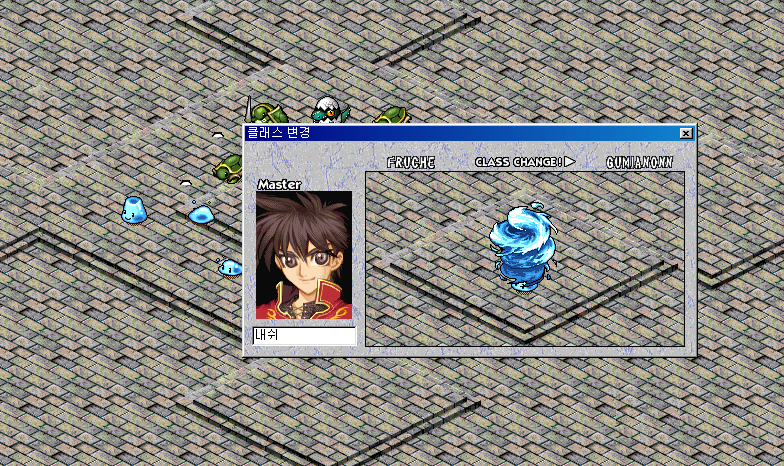 클래스 변경
FRUCHE CLASS CHANGE! GUMIANONN
Master
내쉬